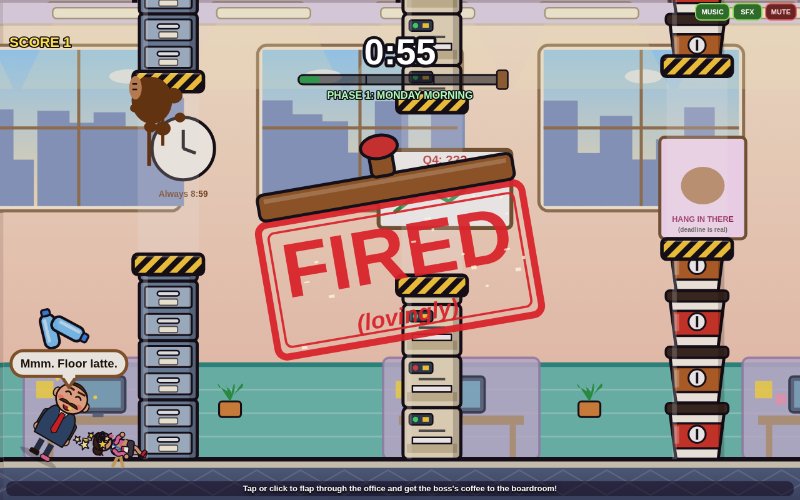 MUSIC
SFX
MUTE
SCORE 1
0:55
PHASE 1: MONDAY MORNING
Q4: ???
Always 8:59
HANG IN THERE
(deadline is real)
FIRED
(lovingly)
Mmm. Floor latte.
Tap or click to flap through the office and get the boss's coffee to the boardroom!